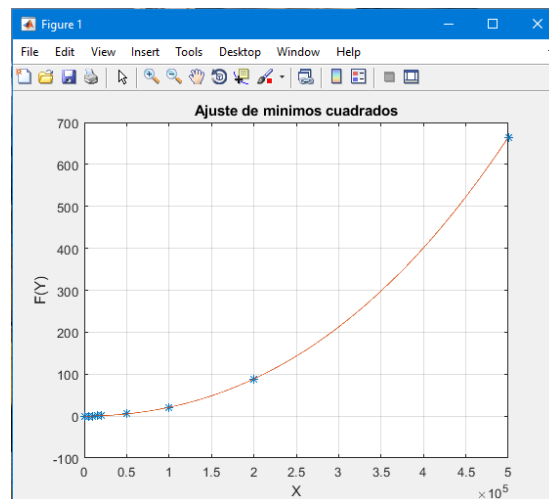 Figure 1
File Edit View Insert Tools Desktop Window Help
Ajuste de minimos cuadrados
700
600
500
400
300
200
100
0
-100
F(Y)
0 0.5 1 1.5 2 2.5 3 3.5 4 4.5 5
X
×10⁵